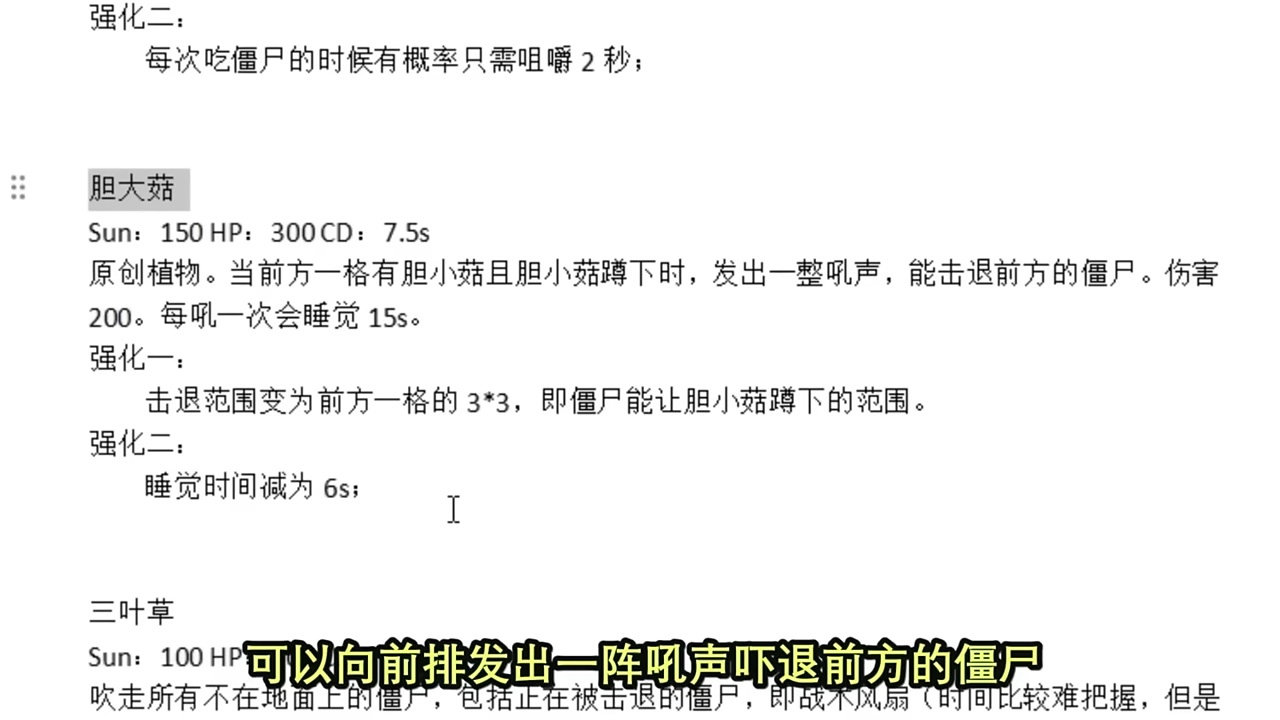 强化二：
每次吃僵尸的时候有概率只需咀嚼 2 秒；
胆大菇
Sun：150 HP：300 CD：7.5s
原创植物。当前方一格有胆小菇且胆小菇蹲下时，发出一整吼声，能击退前方的僵尸。伤害
200。每吼一次会睡觉 15s。
强化一：
击退范围变为前方一格的 3*3，即僵尸能让胆小菇蹲下的范围。
强化二：
睡觉时间减为 6s；
三叶草
Sun：100 HP
可以向前排发出一阵吼声吓退前方的僵尸
吹走所有不在地面上的僵尸，包括正在被击退的僵尸，即战术风扇（时间比较难把握，但是